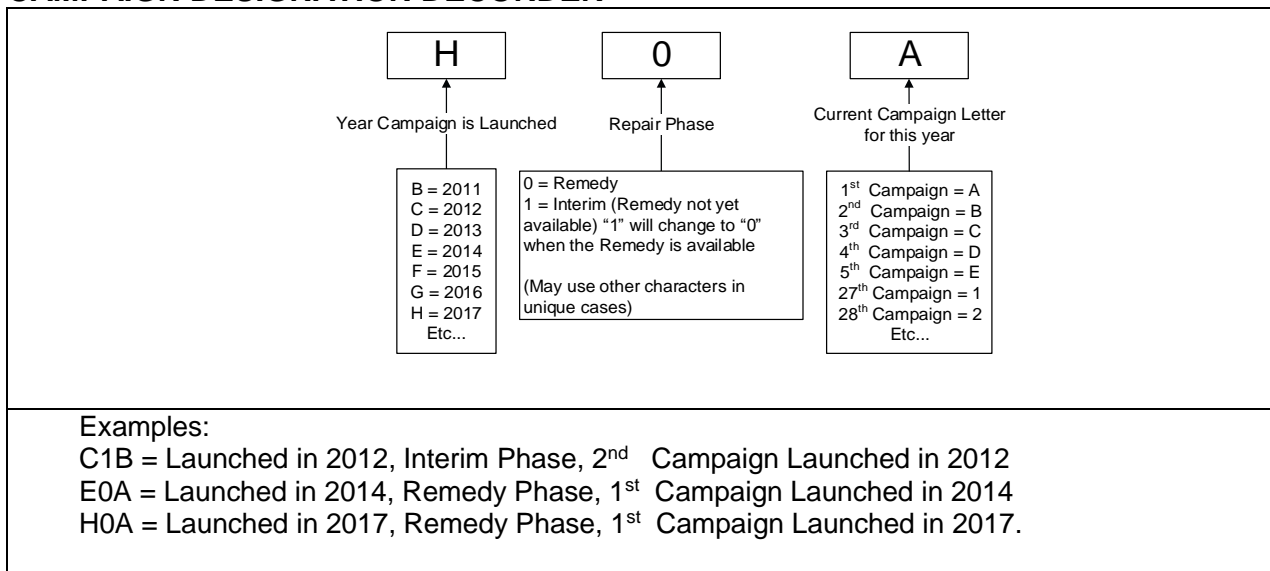 CAMPAIGN DESIGNATION DECORDER
H
0
A
Year Campaign is Launched
Repair Phase
Current Campaign Letter
for this year
B = 2011
C = 2012
D = 2013
E = 2014
F = 2015
G = 2016
H = 2017
Etc...
0 = Remedy
1 = Interim (Remedy not yet
available) “1” will change to “0”
when the Remedy is available
(May use other characters in
unique cases)
1st Campaign = A
2nd Campaign = B
3rd Campaign = C
4th Campaign = D
5th Campaign = E
27th Campaign = 1
28th Campaign = 2
Etc...
Examples:
C1B = Launched in 2012, Interim Phase, 2nd Campaign Launched in 2012
E0A = Launched in 2014, Remedy Phase, 1st Campaign Launched in 2014
H0A = Launched in 2017, Remedy Phase, 1st Campaign Launched in 2017.